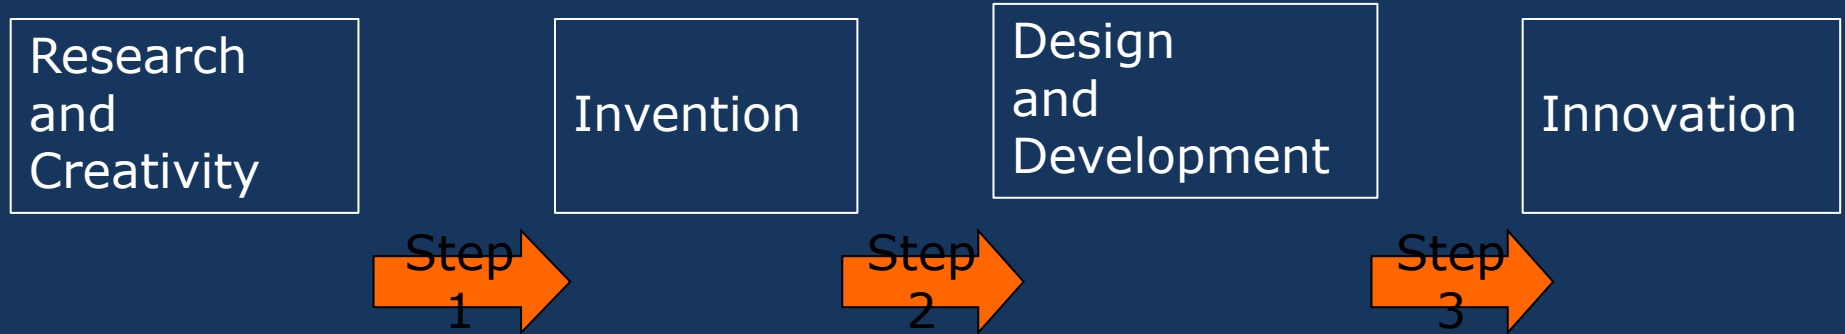 Research
and
Creativity
Invention
Design
and
Development
Innovation
Step
1
Step
2
Step
3